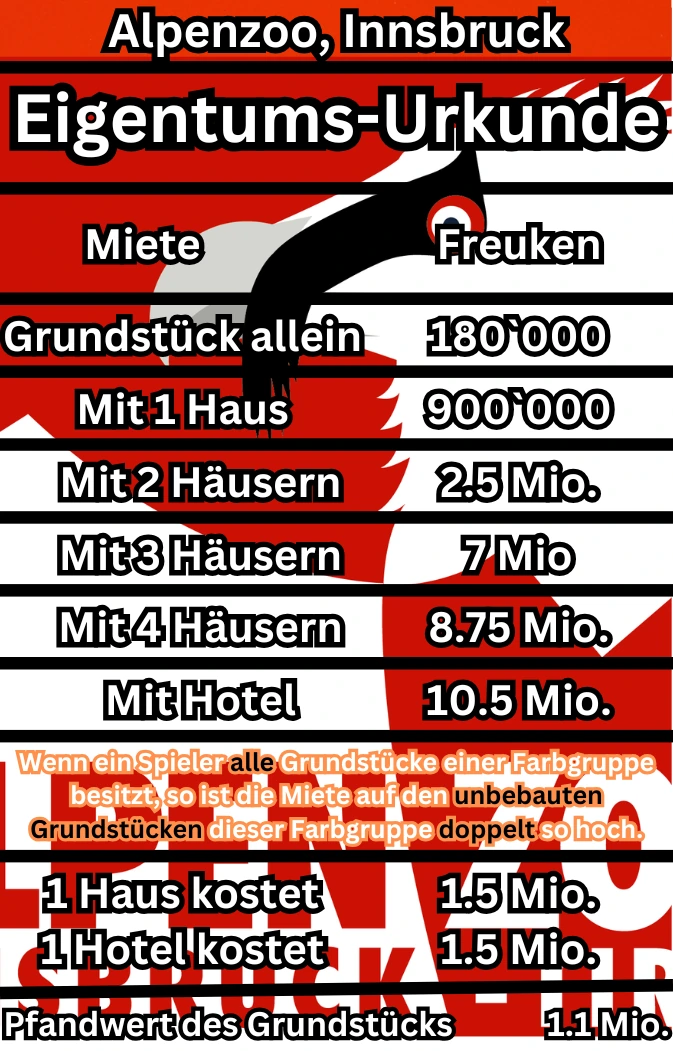 Alpenzoo, Innsbruck
Eigentums-Urkunde
Miete Freuken
Grundstück allein 180`000
Mit 1 Haus 900`000
Mit 2 Häusern 2.5 Mio.
Mit 3 Häusern 7 Mio
Mit 4 Häusern 8.75 Mio.
Mit Hotel 10.5 Mio.
Wenn ein Spieler alle Grundstücke einer Farbgruppe
besitzt, so ist die Miete auf den unbebauten
Grundstücken dieser Farbgruppe doppelt so hoch.
1 Haus kostet 1.5 Mio.
1 Hotel kostet 1.5 Mio.
Pfandwert des Grundstücks 1.1 Mio.